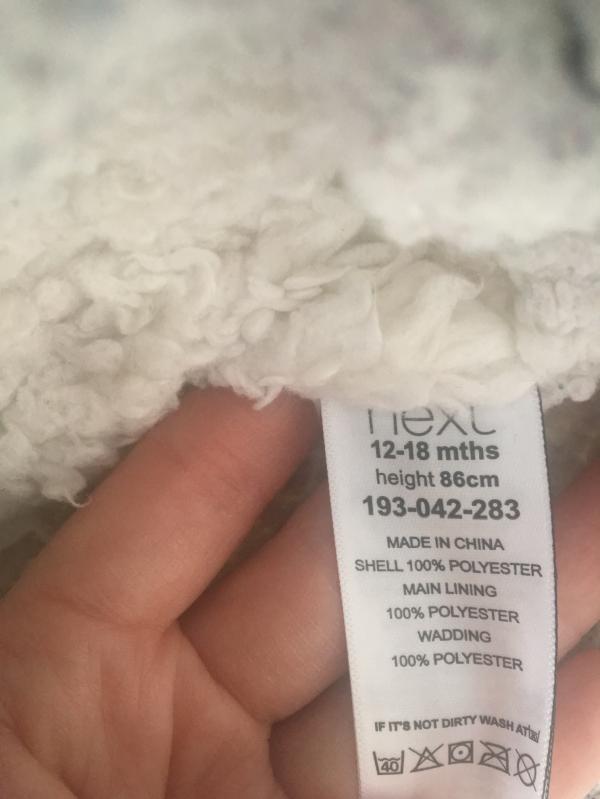 next
12-18 mths
height 86cm
193-042-283
MADE IN CHINA
SHELL 100% POLYESTER
MAIN LINING
100% POLYESTER
WADDING
100% POLYESTER
IF IT'S NOT DIRTY WASH AT
40